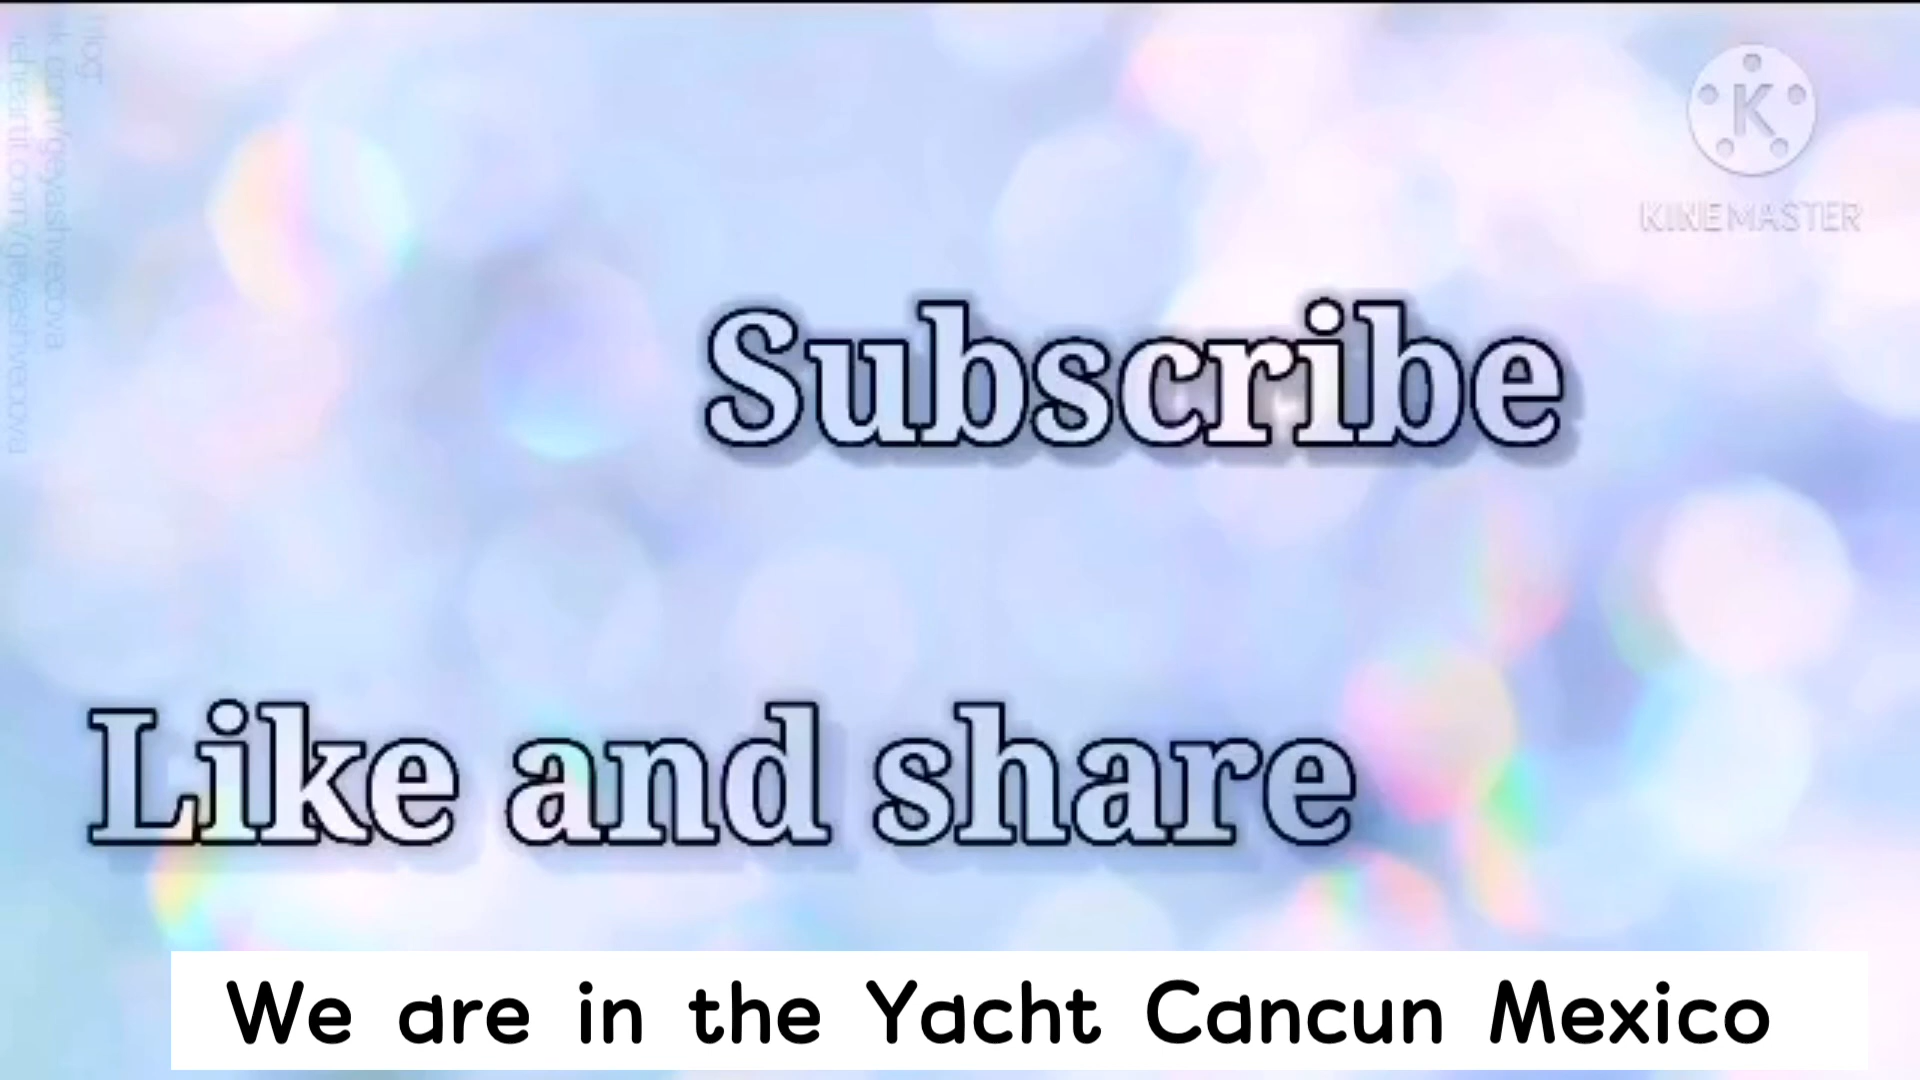 K
KINEMASTER
Subscribe
Like and share
We are in the Yacht Cancun Mexico